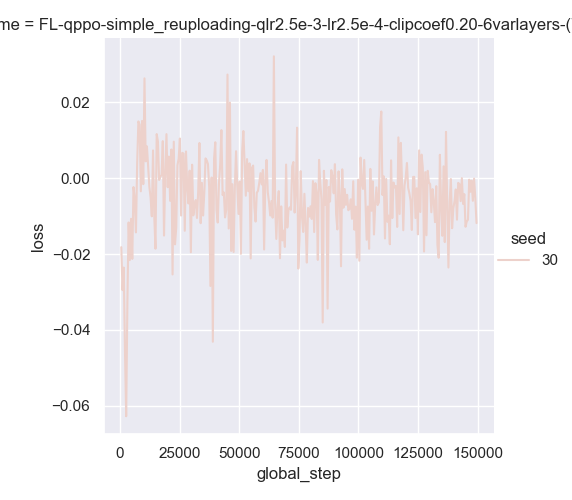 me = FL-qppo-simple_reuploading-qlr2.5e-3-lr2.5e-4-clipcoef0.20-6varlayers-(
0.02
0.00
−0.02
−0.04
−0.06
loss
0 25000 50000 75000 100000 125000 150000
global_step
seed
30